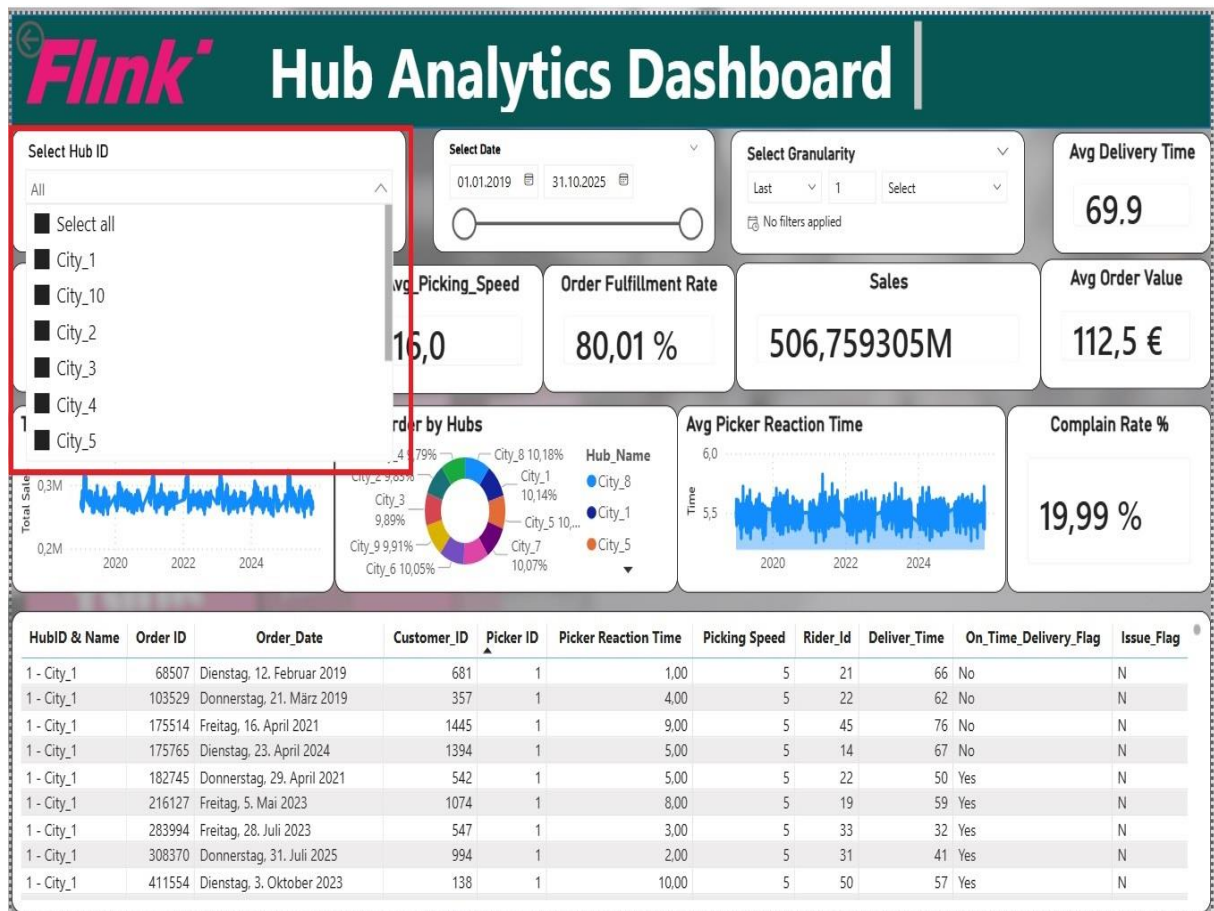 Flink
Hub Analytics Dashboard
Select Hub ID
All
Select all
City_1
City_10
City_2
City_3
City_4
City_5
Select Date
01.01.2019 31.10.2025
Select Granularity
Last 1 Select
No filters applied
Avg Delivery Time
69.9
Picking_Speed
16,0
Order Fulfillment Rate
80,01 %
Sales
506,759305M
Avg Order Value
112,5 €
Total Sale
0,3M
0,2M
2020 2022 2024
by Hubs
City_8 10,18%
City_1
10,14%
City_5 10,...
City_7
10,07%
City_6 10,05%
City_9 9,91%
City_3
9,89%
9,79%
Hub_Name
City_8
City_1
City_5
Avg Picker Reaction Time
6,0
Time
5,5
2020 2022 2024
Complain Rate %
19,99 %
HubID & Name Order ID Order_Date Customer_ID Picker ID Picker Reaction Time Picking Speed Rider_Id Deliver_Time On_Time_Delivery_Flag Issue_Flag
1 - City_1 68507 Dienstag, 12. Februar 2019 681 1 1,00 5 21 66 No N
1 - City_1 103529 Donnerstag, 21. März 2019 357 1 4,00 5 22 62 No N
1 - City_1 175514 Freitag, 16. April 2021 1445 1 9,00 5 45 76 No N
1 - City_1 175765 Dienstag, 23. April 2024 1394 1 5,00 5 14 67 No N
1 - City_1 182745 Donnerstag, 29. April 2021 542 1 5,00 5 22 50 Yes N
1 - City_1 216127 Freitag, 5. Mai 2023 1074 1 8,00 5 19 59 Yes N
1 - City_1 283994 Freitag, 28. Juli 2023 547 1 3,00 5 33 32 Yes N
1 - City_1 308370 Donnerstag, 31. Juli 2025 994 1 2,00 5 31 41 Yes N
1 - City_1 411554 Dienstag, 3. Oktober 2023 138 1 10,00 5 50 57 Yes N